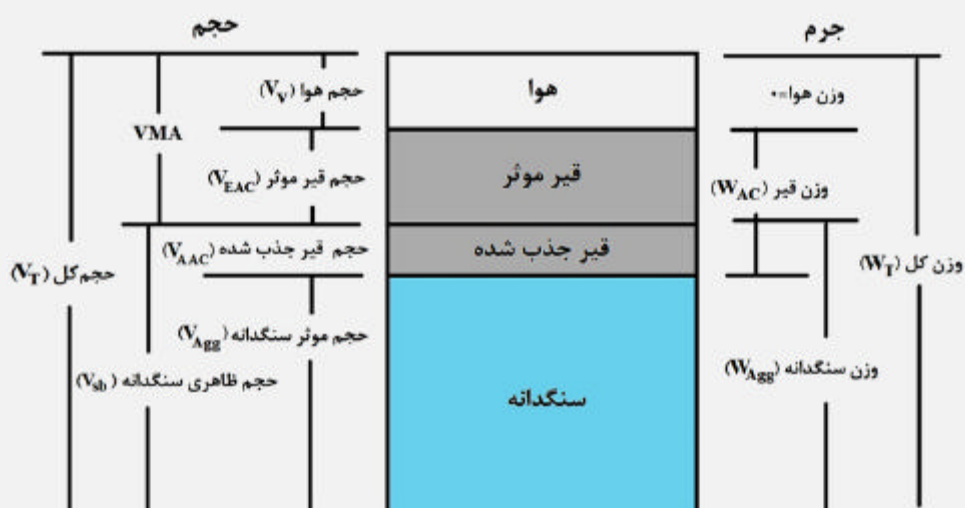 حجم
جرم
هوا
حجم هوا (V_V)
وزن هوا=۰
VMA
قیر موثر
حجم قیر موثر (V_EAC)
وزن قیر (W_AC)
قیر جذب شده
حجم قیر جذب شده (V_AAC)
حجم کل (V_T)
وزن کل (W_T)
حجم موثر سنگدانه (V_Agg)
وزن سنگدانه (W_Agg)
حجم ظاهری سنگدانه (V_sb)
سنگدانه